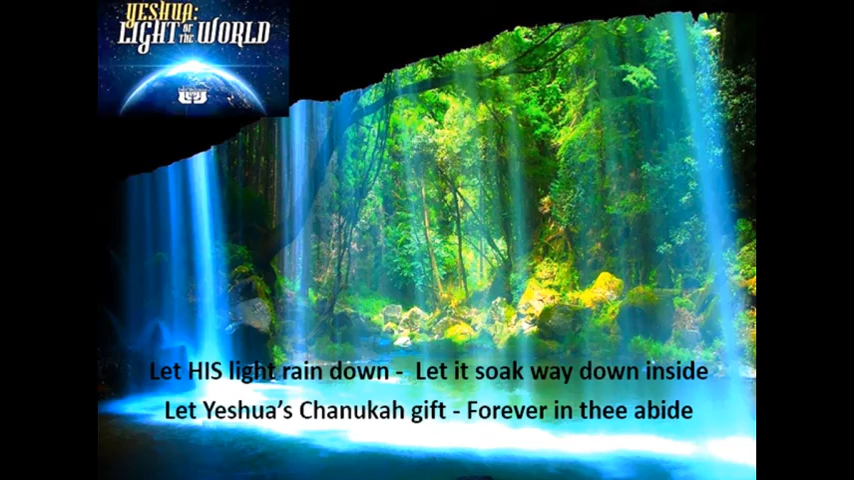 YESHUA:
LIGHT OF THE WORLD
Let HIS light rain down - Let it soak way down inside
Let Yeshua's Chanukah gift - Forever in thee abide